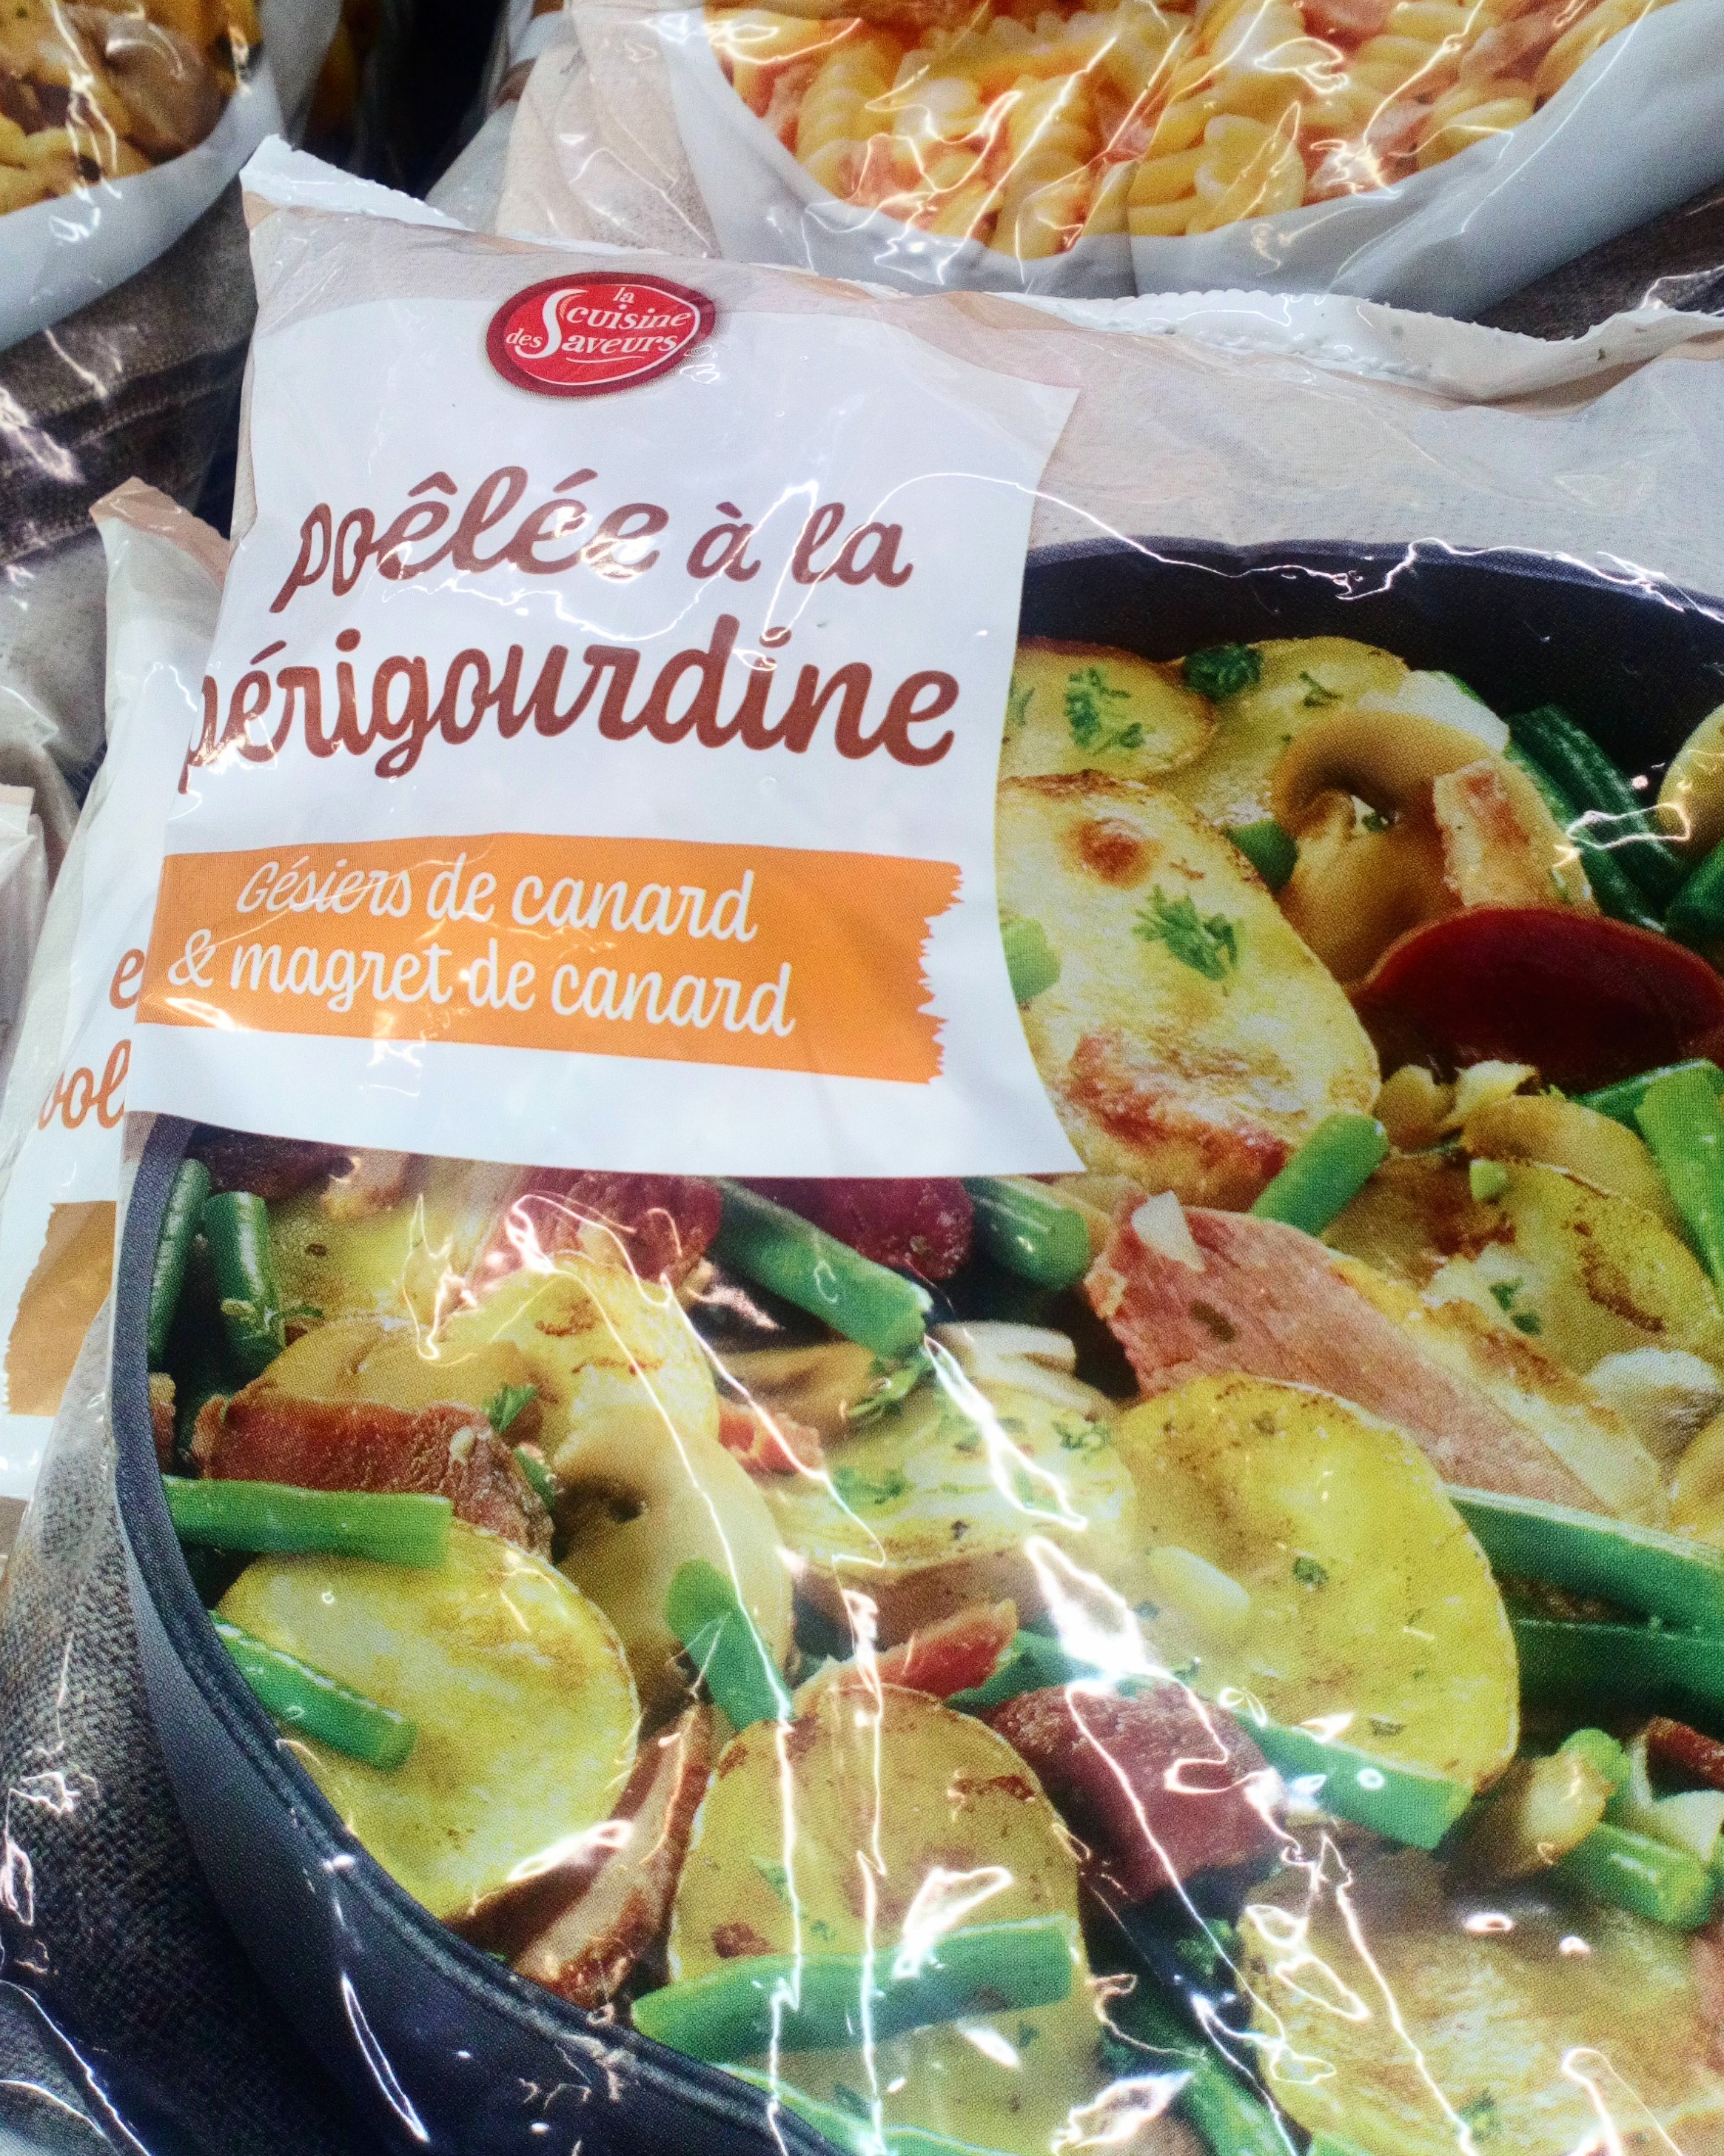 la
cuisine
des Saveurs
poêlée à la
périgourdine
Gésiers de canard
& magret de canard